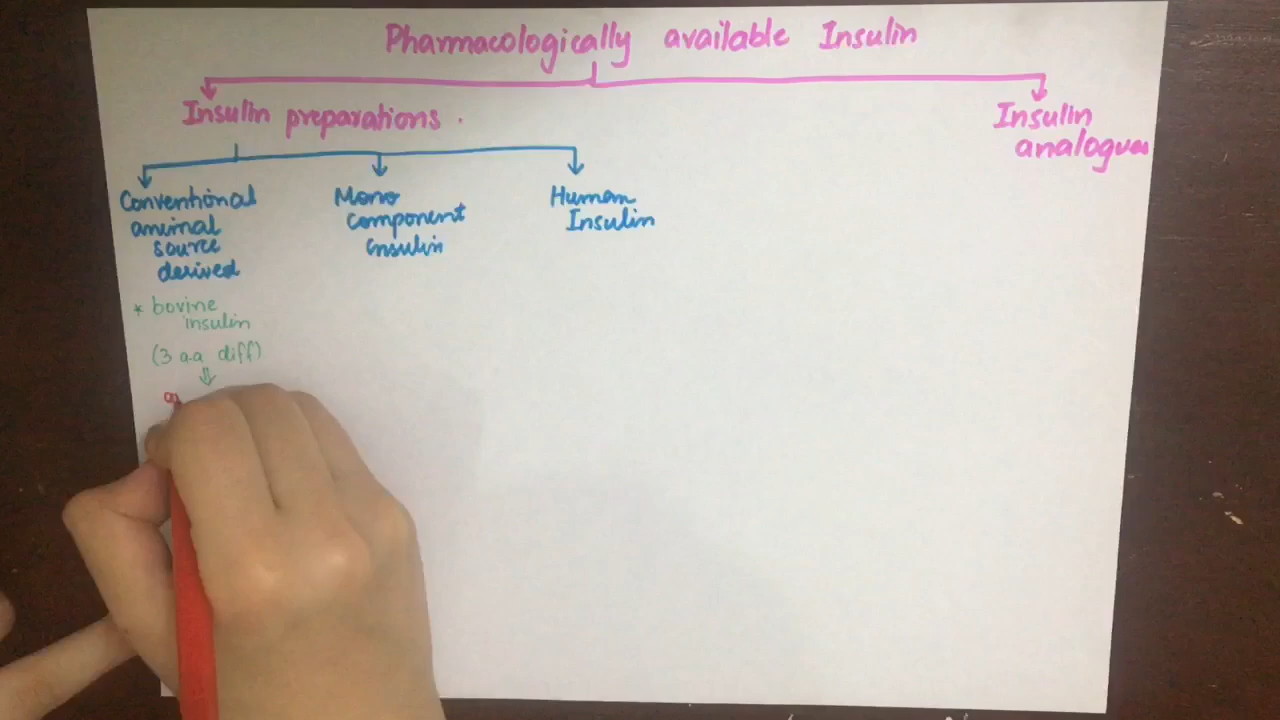 Pharmacologically available Insulin
Insulin preparations .
Insulin
analogues
Conventional
animal
source
derived
Mono
component
insulin
Human
Insulin
* bovine
insulin
(3 a.a diff)